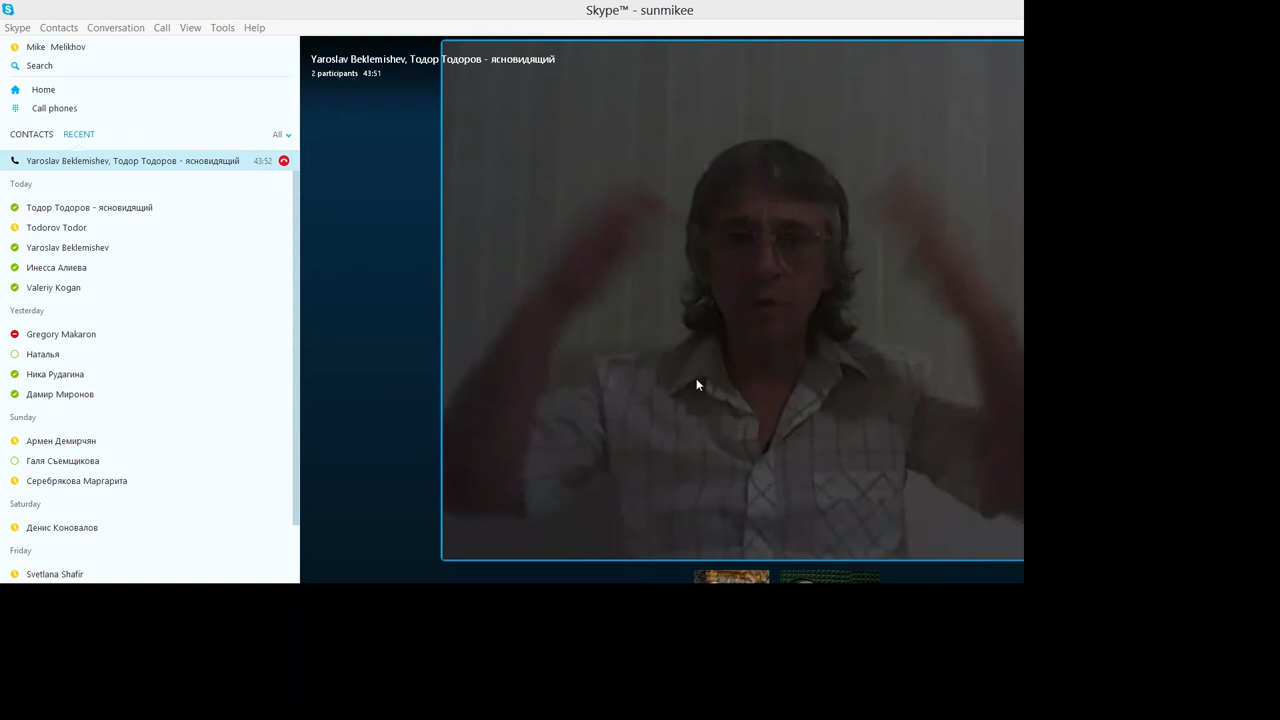 Skype™ - sunmikee
Skype Contacts Conversation Call View Tools Help
Mike Melikhov
Search
Home
Call phones
CONTACTS RECENT All
Yaroslav Beklemishev, Тодор Тодоров - ясновидящий 43:52
Today
Тодор Тодоров - ясновидящий
Todorov Todor
Yaroslav Beklemishev
Инесса Алиева
Valeriy Kogan
Yesterday
Gregory Makaron
Наталья
Ника Рудагина
Дамир Миронов
Sunday
Армен Демирчян
Галя Съемщикова
Серебрякова Маргарита
Saturday
Денис Коновалов
Friday
Svetlana Shafir
Yaroslav Beklemishev, Тодор Тодоров - ясновидящий
2 participants 43:51